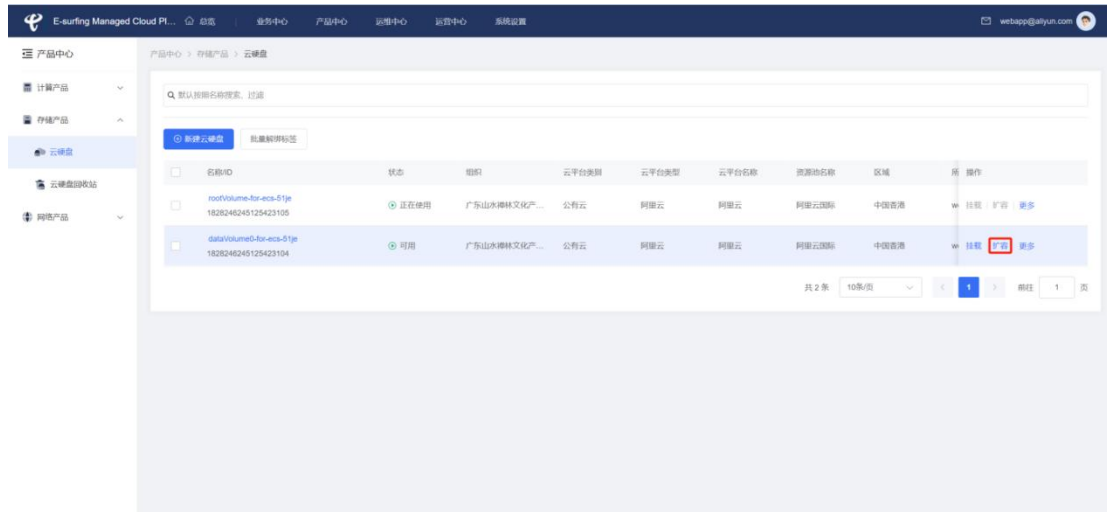 E-surfing Managed Cloud Pl... 总览 业务中心 产品中心 运维中心 运营中心 系统设置 webapp@aliyun.com
产品中心
产品中心 > 存储产品 > 云硬盘
计算产品
存储产品
云硬盘
云硬盘回收站
网络产品
默认按照名称搜索、过滤
新建云硬盘 批量解绑标签
名称/ID 状态 组织 云平台类别 云平台类型 云平台名称 资源池名称 区域 所 操作
rootVolume-for-ecs-51je
1828246245125423105
正在使用 广东山水禅林文化产... 公有云 阿里云 阿里云 阿里云国际 中国香港 w 挂载 扩容 更多
dataVolume0-for-ecs-51je
1828246245125423104
可用 广东山水禅林文化产... 公有云 阿里云 阿里云 阿里云国际 中国香港 w 挂载 扩容 更多
共 2 条 10条/页 < 1 > 前往 1 页